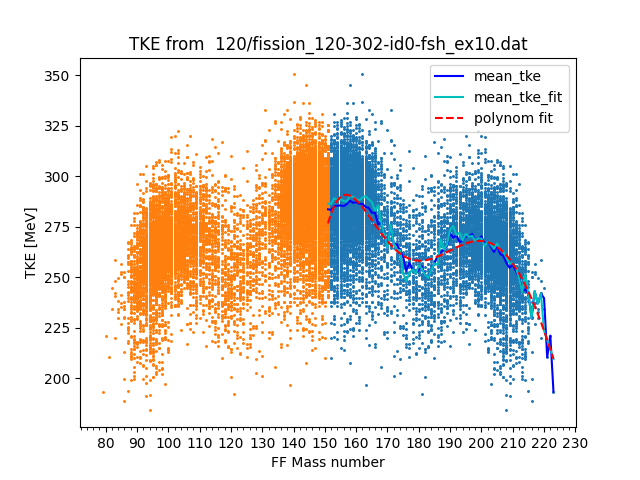 TKE from  120/fission_120-302-id0-fsh_ex10.dat
mean_tke
mean_tke_fit
polynom fit
TKE [MeV]
350
325
300
275
250
225
200
80 90 100 110 120 130 140 150 160 170 180 190 200 210 220 230
FF Mass number